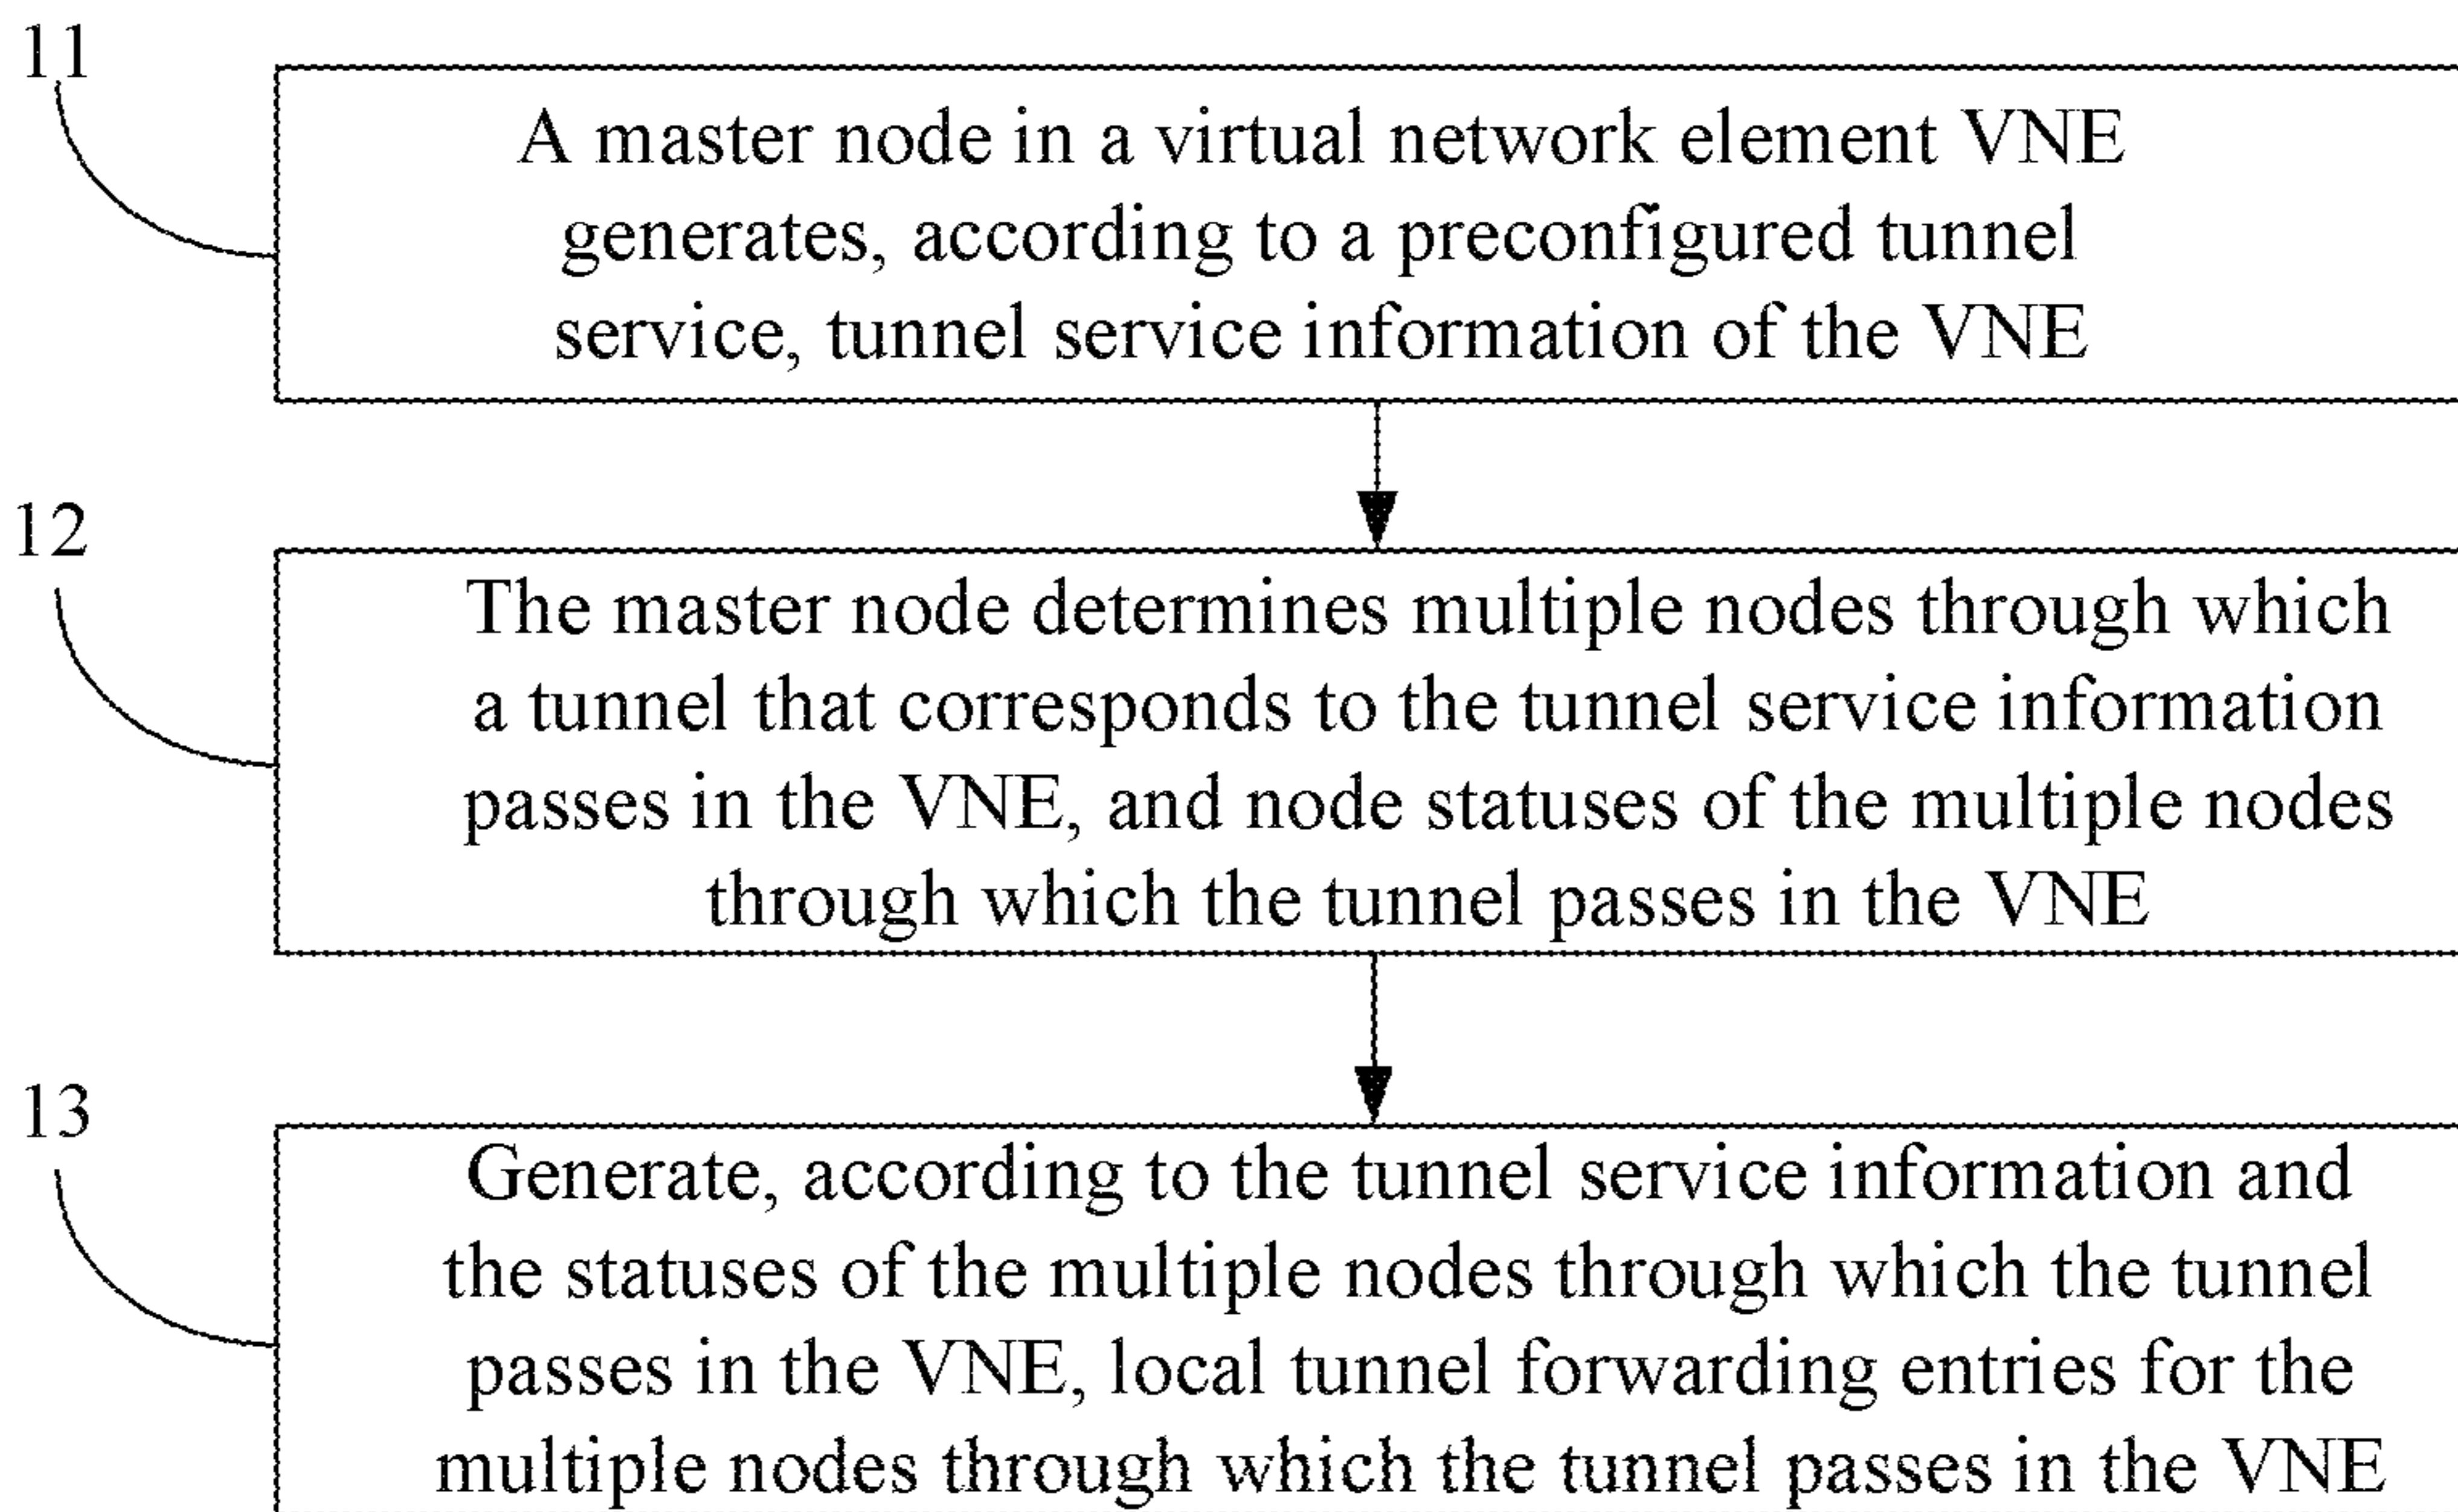 11
A master node in a virtual network element VNE
generates, according to a preconfigured tunnel
service, tunnel service information of the VNE
12
The master node determines multiple nodes through which
a tunnel that corresponds to the tunnel service information
passes in the VNE, and node statuses of the multiple nodes
through which the tunnel passes in the VNE
13
Generate, according to the tunnel service information and
the statuses of the multiple nodes through which the tunnel
passes in the VNE, local tunnel forwarding entries for the
multiple nodes through which the tunnel passes in the VNE